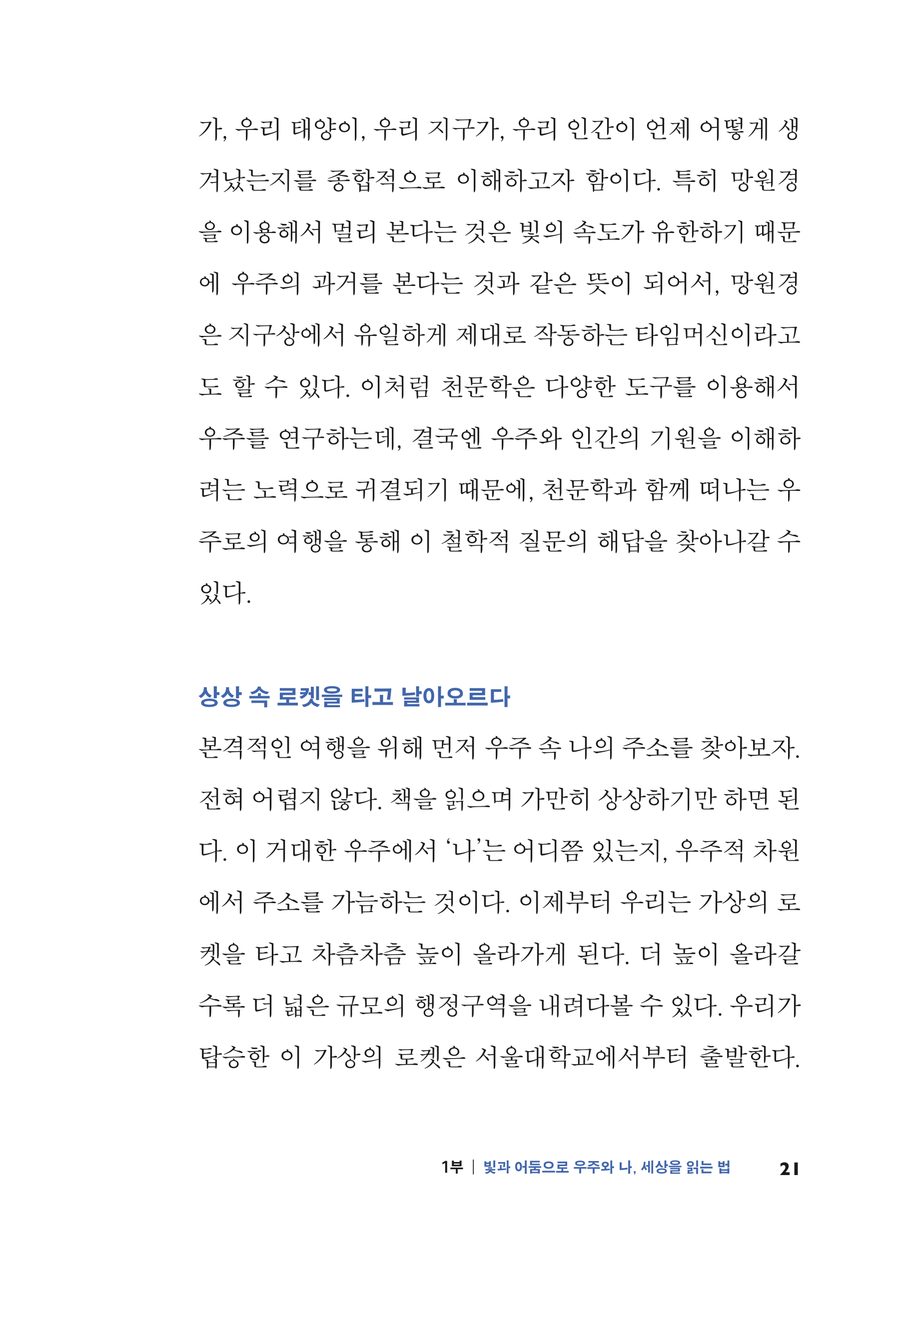 가, 우리 태양이, 우리 지구가, 우리 인간이 언제 어떻게 생
겨났는지를 종합적으로 이해하고자 함이다. 특히 망원경
을 이용해서 멀리 본다는 것은 빛의 속도가 유한하기 때문
에 우주의 과거를 본다는 것과 같은 뜻이 되어서, 망원경
은 지구상에서 유일하게 제대로 작동하는 타임머신이라고
도 할 수 있다. 이처럼 천문학은 다양한 도구를 이용해서
우주를 연구하는데, 결국엔 우주와 인간의 기원을 이해하
려는 노력으로 귀결되기 때문에, 천문학과 함께 떠나는 우
주로의 여행을 통해 이 철학적 질문의 해답을 찾아나갈 수
있다.
상상 속 로켓을 타고 날아오르다
본격적인 여행을 위해 먼저 우주 속 나의 주소를 찾아보자.
전혀 어렵지 않다. 책을 읽으며 가만히 상상하기만 하면 된
다. 이 거대한 우주에서 ‘나’는 어디쯤 있는지, 우주적 차원
에서 주소를 가늠하는 것이다. 이제부터 우리는 가상의 로
켓을 타고 차츰차츰 높이 올라가게 된다. 더 높이 올라갈
수록 더 넓은 규모의 행정구역을 내려다볼 수 있다. 우리가
탑승한 이 가상의 로켓은 서울대학교에서부터 출발한다.
1부 | 빛과 어둠으로 우주와 나, 세상을 읽는 법 21